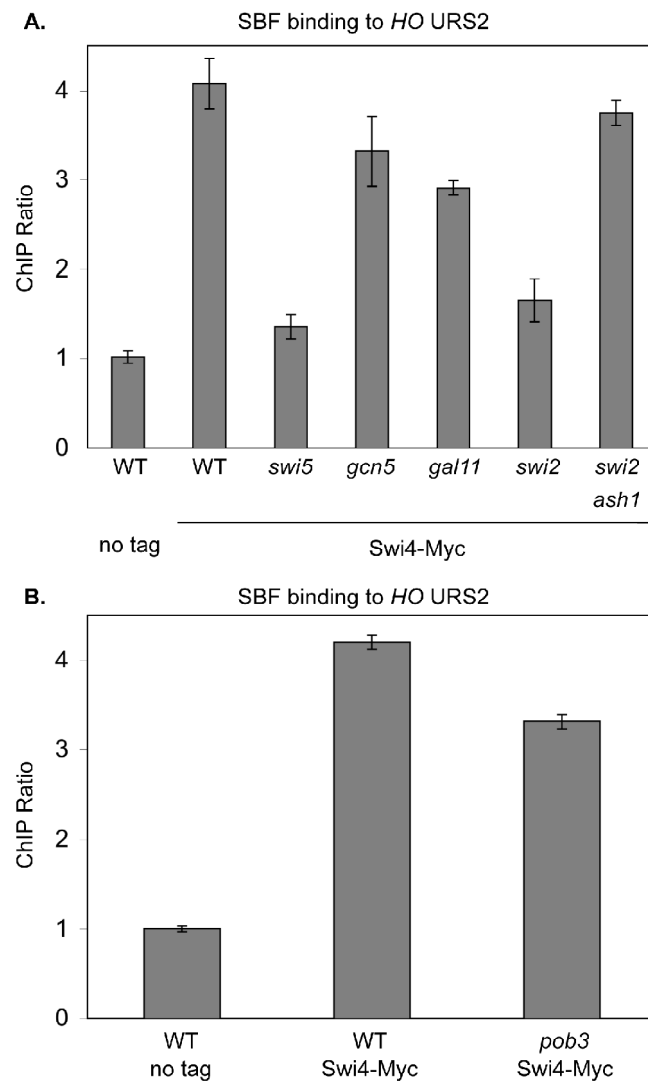 A.
SBF binding to HO URS2
ChIP Ratio
4
3
2
1
0
WT WT swi5 gcn5 gal11 swi2 swi2
ash1
no tag Swi4-Myc
B.
SBF binding to HO URS2
ChIP Ratio
4
3
2
1
0
WT WT pob3
no tag Swi4-Myc Swi4-Myc